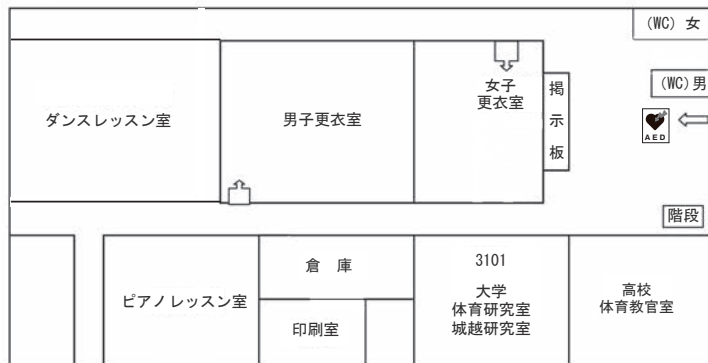 (WC) 女
(WC) 男
AED
女子
更衣室
掲
示
板
ダンスレッスン室
男子更衣室
階段
倉　庫
3101
大学
体育研究室
城越研究室
高校
体育教官室
ピアノレッスン室
印刷室